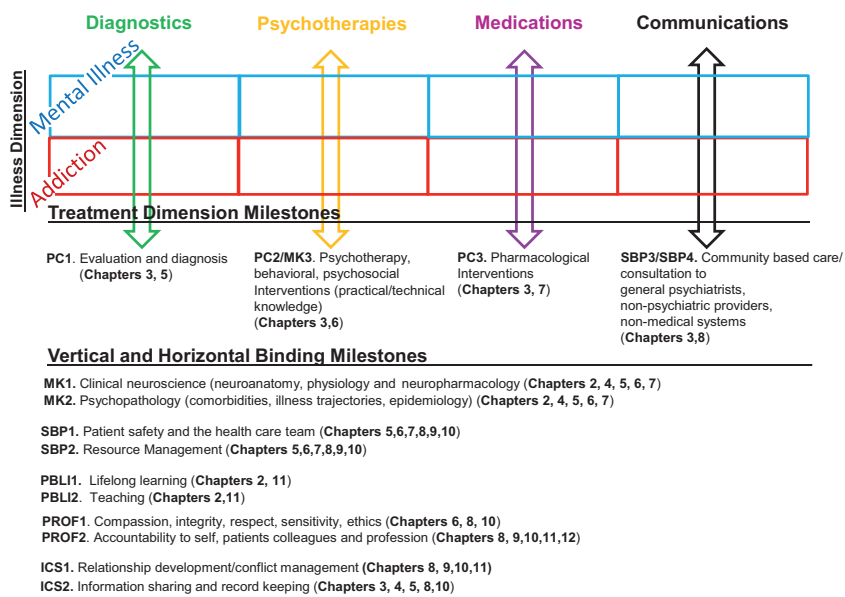 Diagnostics Psychotherapies Medications Communications
Illness Dimension
Mental Illness
Addiction
Treatment Dimension Milestones
PC1. Evaluation and diagnosis
(Chapters 3, 5)
PC2/MK3. Psychotherapy,
behavioral, psychosocial
Interventions (practical/technical
knowledge)
(Chapters 3,6)
PC3. Pharmacological
Interventions
(Chapters 3, 7)
SBP3/SBP4. Community based care/
consultation to
general psychiatrists,
non-psychiatric providers,
non-medical systems
(Chapters 3,8)
Vertical and Horizontal Binding Milestones
MK1. Clinical neuroscience (neuroanatomy, physiology and neuropharmacology (Chapters 2, 4, 5, 6, 7)
MK2. Psychopathology (comorbidities, illness trajectories, epidemiology) (Chapters 2, 4, 5, 6, 7)
SBP1. Patient safety and the health care team (Chapters 5,6,7,8,9,10)
SBP2. Resource Management (Chapters 5,6,7,8,9,10)
PBLI1. Lifelong learning (Chapters 2, 11)
PBLI2. Teaching (Chapters 2,11)
PROF1. Compassion, integrity, respect, sensitivity, ethics (Chapters 6, 8, 10)
PROF2. Accountability to self, patients colleagues and profession (Chapters 8, 9,10,11,12)
ICS1. Relationship development/conflict management (Chapters 8, 9,10,11)
ICS2. Information sharing and record keeping (Chapters 3, 4, 5, 8,10)